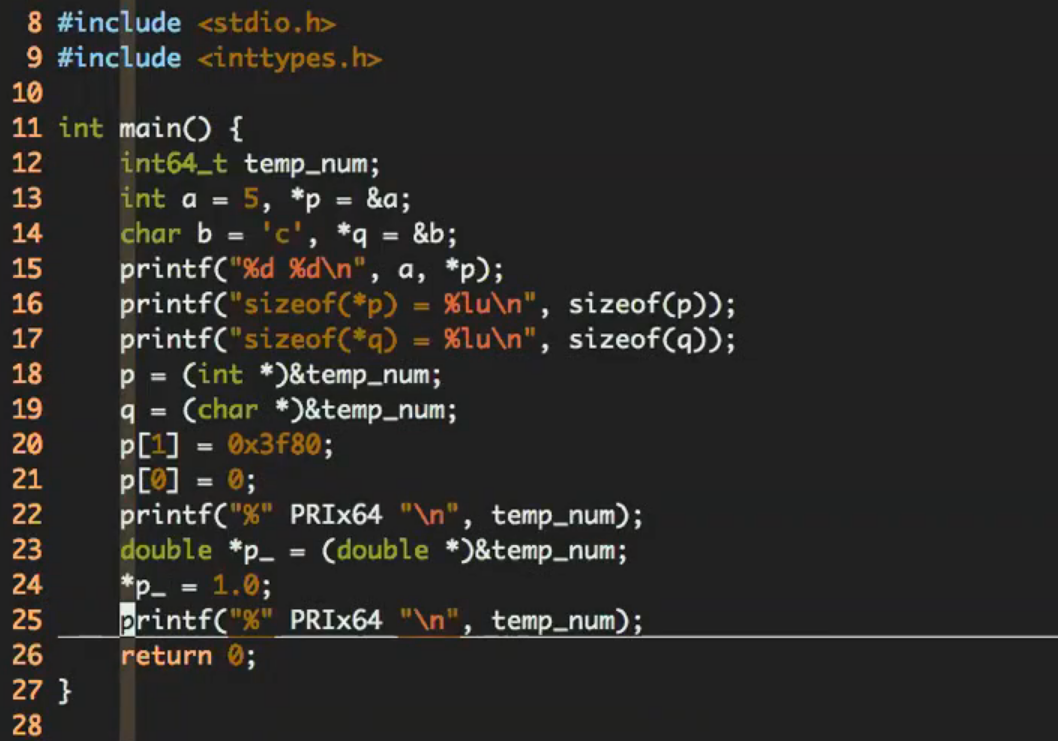 8 #include <stdio.h>
9 #include <inttypes.h>
10
11 int main() {
12     int64_t temp_num;
13     int a = 5, *p = &a;
14     char b = 'c', *q = &b;
15     printf("%d %d\n", a, *p);
16     printf("sizeof(*p) = %lu\n", sizeof(p));
17     printf("sizeof(*q) = %lu\n", sizeof(q));
18     p = (int *)&temp_num;
19     q = (char *)&temp_num;
20     p[1] = 0x3f80;
21     p[0] = 0;
22     printf("%" PRIx64 "\n", temp_num);
23     double *p_ = (double *)&temp_num;
24     *p_ = 1.0;
25     printf("%" PRIx64 "\n", temp_num);
26     return 0;
27 }
28